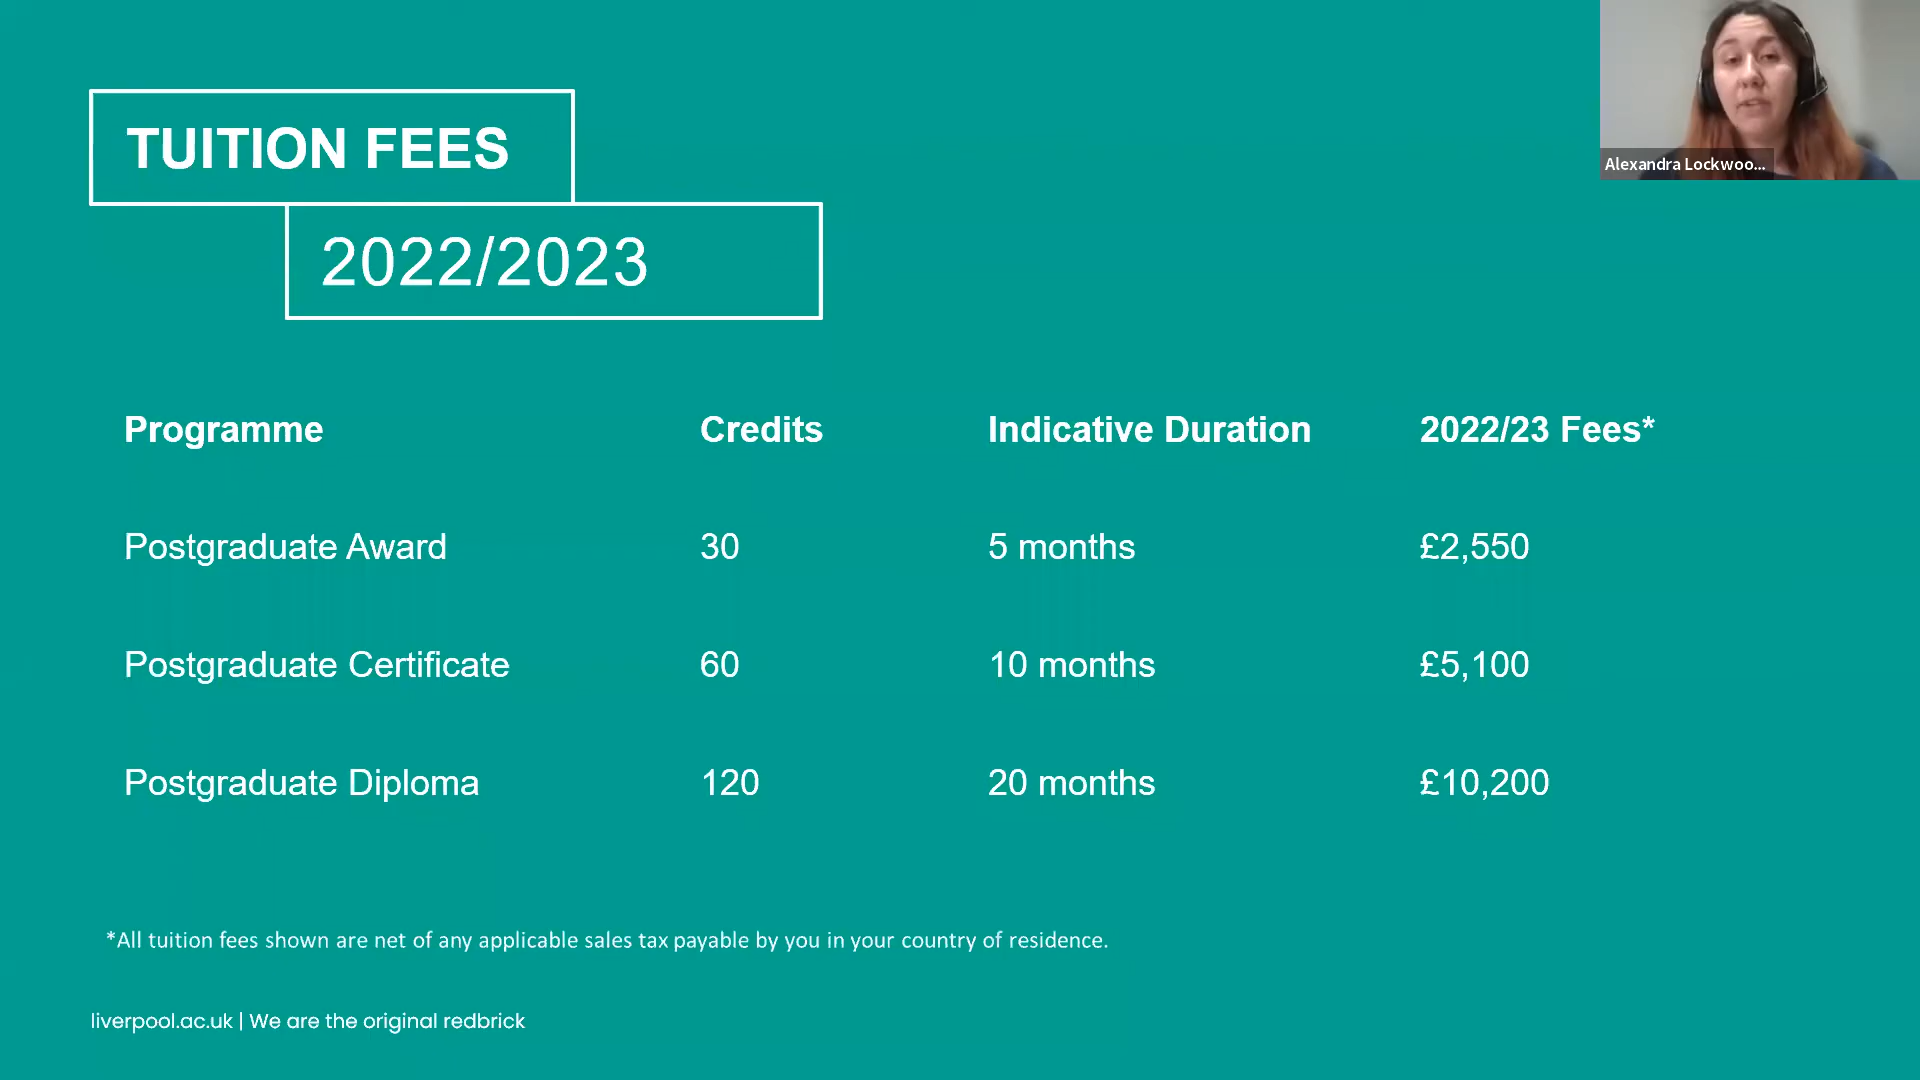 TUITION FEES
2022/2023
Alexandra Lockwoo...
Programme Credits Indicative Duration 2022/23 Fees*
Postgraduate Award 30 5 months £2,550
Postgraduate Certificate 60 10 months £5,100
Postgraduate Diploma 120 20 months £10,200
*All tuition fees shown are net of any applicable sales tax payable by you in your country of residence.
liverpool.ac.uk | We are the original redbrick